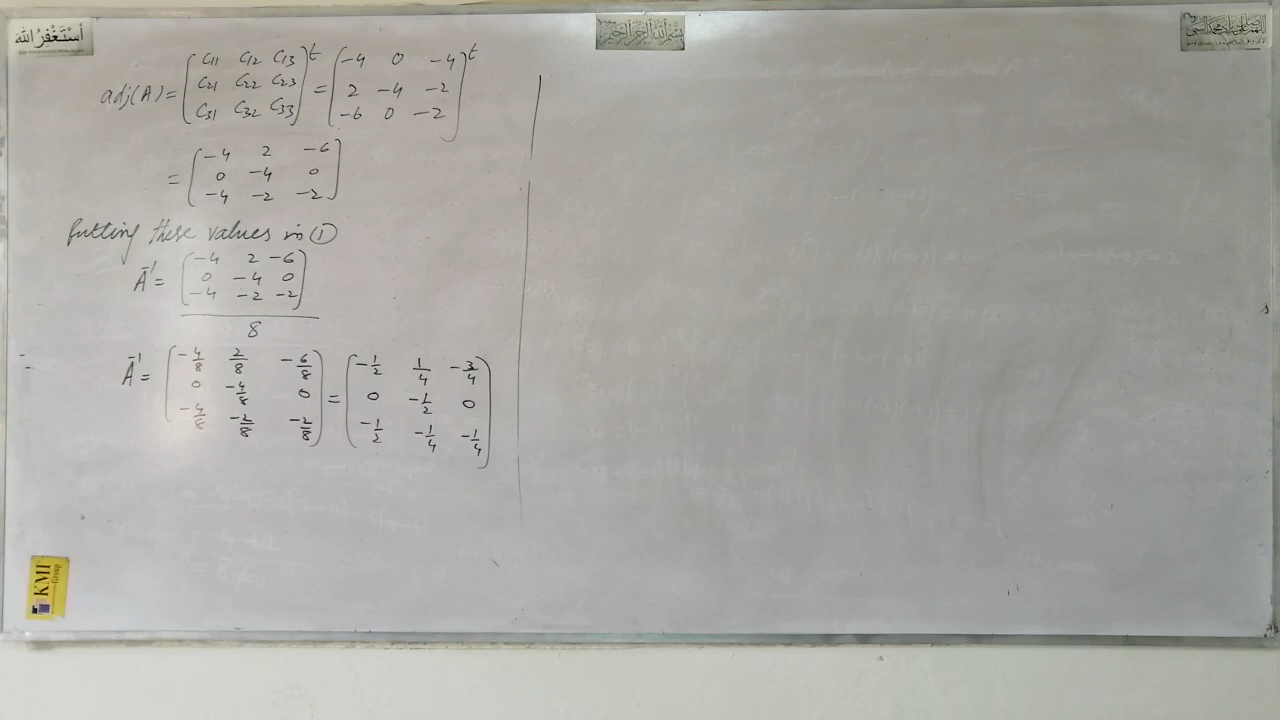 أستغفر الله
بسم الله الرحمن الرحيم
adj(A) = [C11 C12 C13]^t = [-4 0 -4]^t
[C21 C22 C23] [2 -4 -2]
[C31 C32 C33] [-6 0 -2]
= [-4 2 -6]
[0 -4 0]
[-4 -2 -2]
Putting these values in ①
A^-1 = [-4 2 -6]
[0 -4 0]
[-4 -2 -2]
8
A^-1 = [-4/8 2/8 -6/8] = [-1/2 1/4 -3/4]
[0 -4/8 0] [0 -1/2 0]
[-4/8 -2/8 -2/8] [-1/2 -1/4 -1/4]
KMI
Group